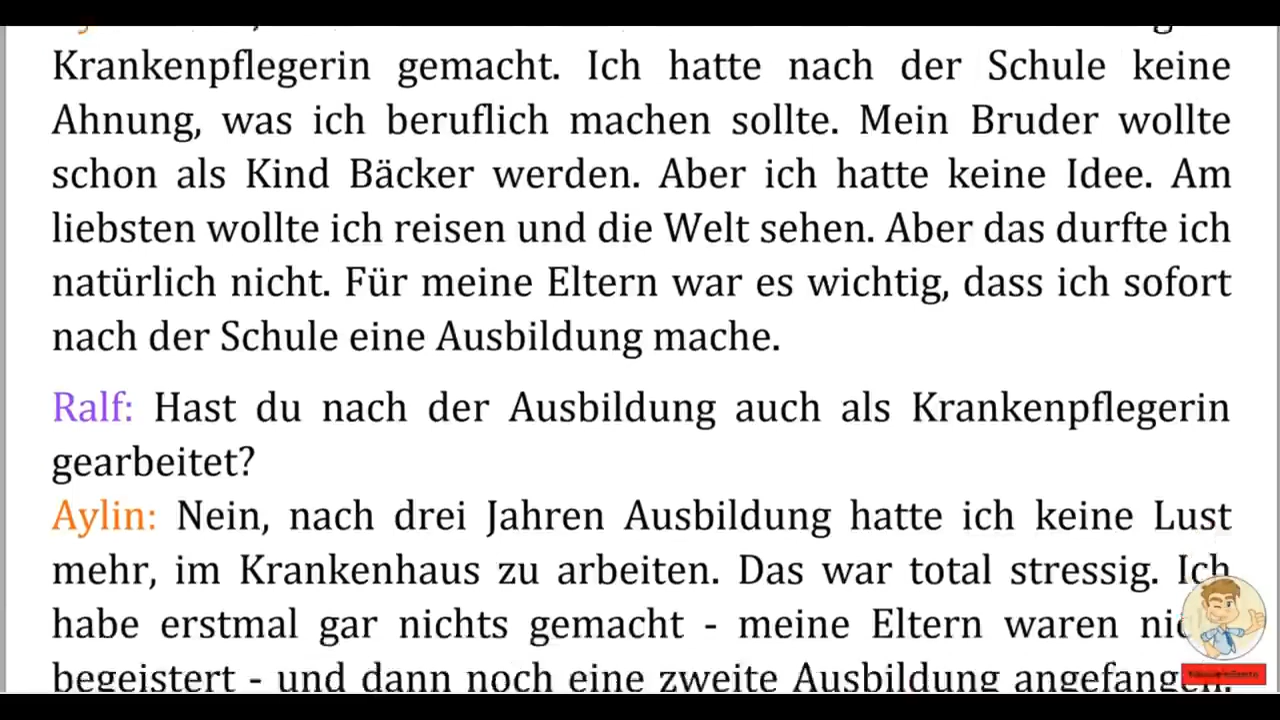 Krankenpflegerin gemacht. Ich hatte nach der Schule keine
Ahnung, was ich beruflich machen sollte. Mein Bruder wollte
schon als Kind Bäcker werden. Aber ich hatte keine Idee. Am
liebsten wollte ich reisen und die Welt sehen. Aber das durfte ich
natürlich nicht. Für meine Eltern war es wichtig, dass ich sofort
nach der Schule eine Ausbildung mache.
Ralf: Hast du nach der Ausbildung auch als Krankenpflegerin
gearbeitet?
Aylin: Nein, nach drei Jahren Ausbildung hatte ich keine Lust
mehr, im Krankenhaus zu arbeiten. Das war total stressig. Ich
habe erstmal gar nichts gemacht - meine Eltern waren
begeistert - und dann noch eine zweite Ausbildung angefangen.